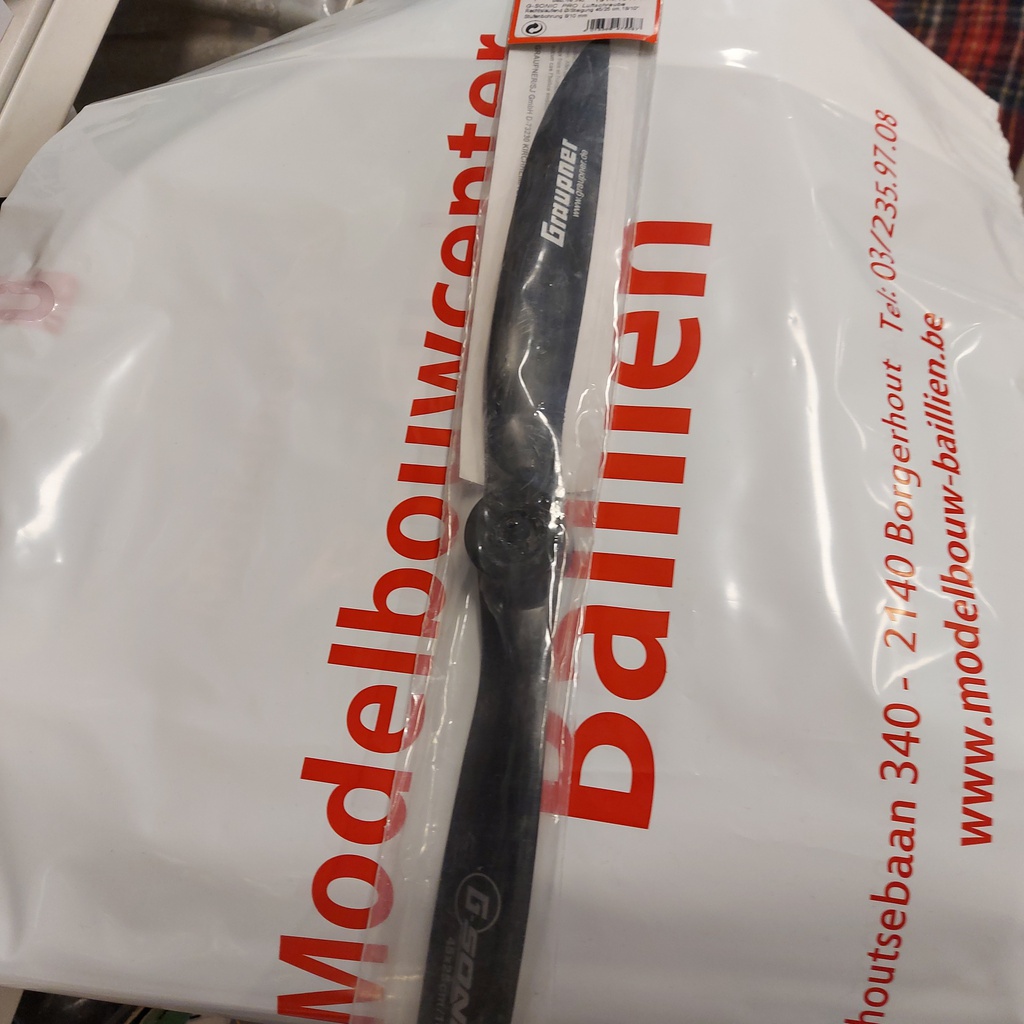 G-SONIC PRO Luftschraube
Graupner
www.graupner.de
Modelbouwcenter
Baillien
houtsebaan 340 - 2140 Borgerhout Tel: 03/235.97.08
www.modelbouw-baillien.be
G-SON